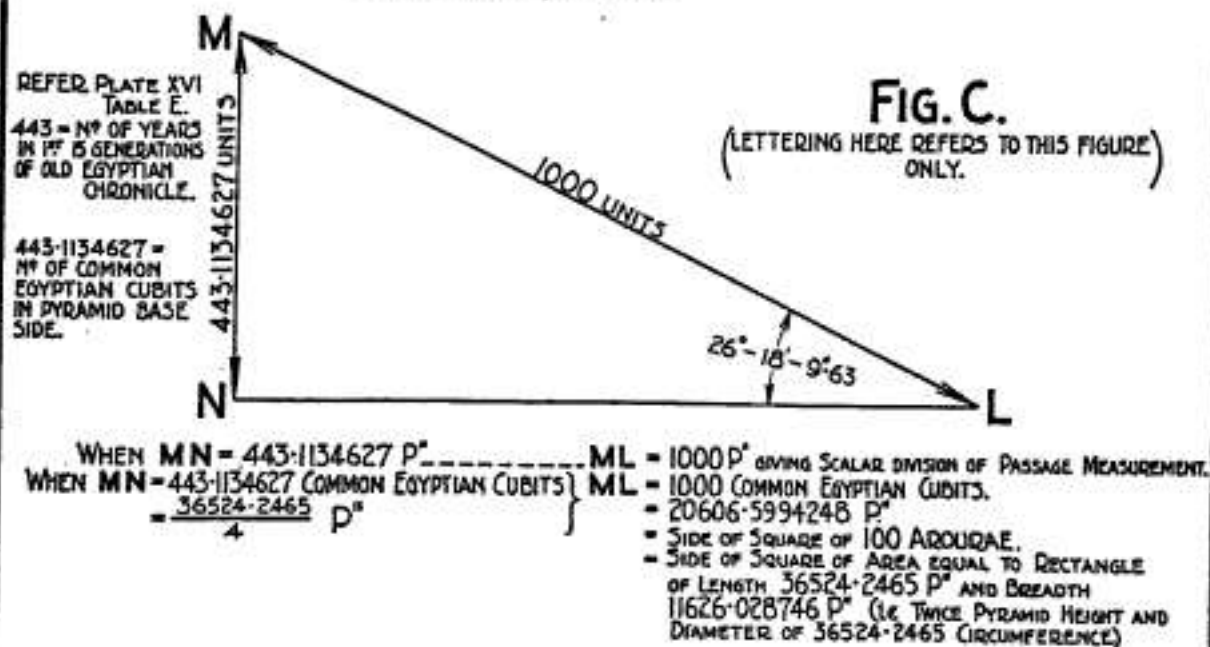 M
REFER PLATE XVI
TABLE E.
443 = Nº OF YEARS
IN 1ST 15 GENERATIONS
OF OLD EGYPTIAN
CHRONICLE.
443·1134627 =
Nº OF COMMON
EGYPTIAN CUBITS
IN PYRAMID BASE
SIDE.
443·1134627 UNITS
1000 UNITS
FIG. C.
(LETTERING HERE REFERS TO THIS FIGURE
ONLY.)
26°-18'-9"·63
N
L
WHEN MN = 443·1134627 P" ML = 1000 P" GIVING SCALAR DIVISION OF PASSAGE MEASUREMENT.
WHEN MN = 443·1134627 COMMON EGYPTIAN CUBITS } ML = 1000 COMMON EGYPTIAN CUBITS.
= 36524·2465 / 4 P"
= 20606·5994248 P"
= SIDE OF SQUARE OF 100 AROURAE.
= SIDE OF SQUARE OF AREA EQUAL TO RECTANGLE
OF LENGTH 36524·2465 P" AND BREADTH
11626·028746 P" (I.E. TWICE PYRAMID HEIGHT AND
DIAMETER OF 36524·2465 CIRCUMFERENCE)